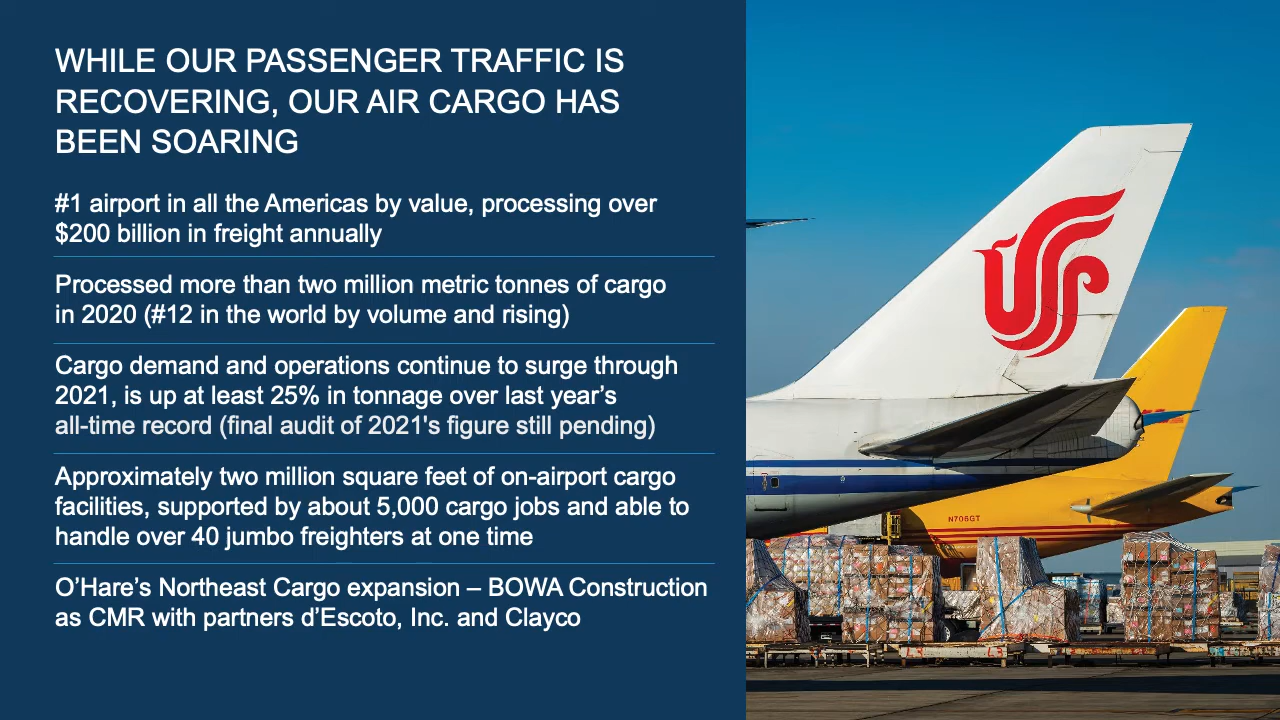 WHILE OUR PASSENGER TRAFFIC IS
RECOVERING, OUR AIR CARGO HAS
BEEN SOARING
#1 airport in all the Americas by value, processing over
$200 billion in freight annually
Processed more than two million metric tonnes of cargo
in 2020 (#12 in the world by volume and rising)
Cargo demand and operations continue to surge through
2021, is up at least 25% in tonnage over last year’s
all-time record (final audit of 2021's figure still pending)
Approximately two million square feet of on-airport cargo
facilities, supported by about 5,000 cargo jobs and able to
handle over 40 jumbo freighters at one time
O’Hare’s Northeast Cargo expansion – BOWA Construction
as CMR with partners d’Escoto, Inc. and Clayco
N706GT